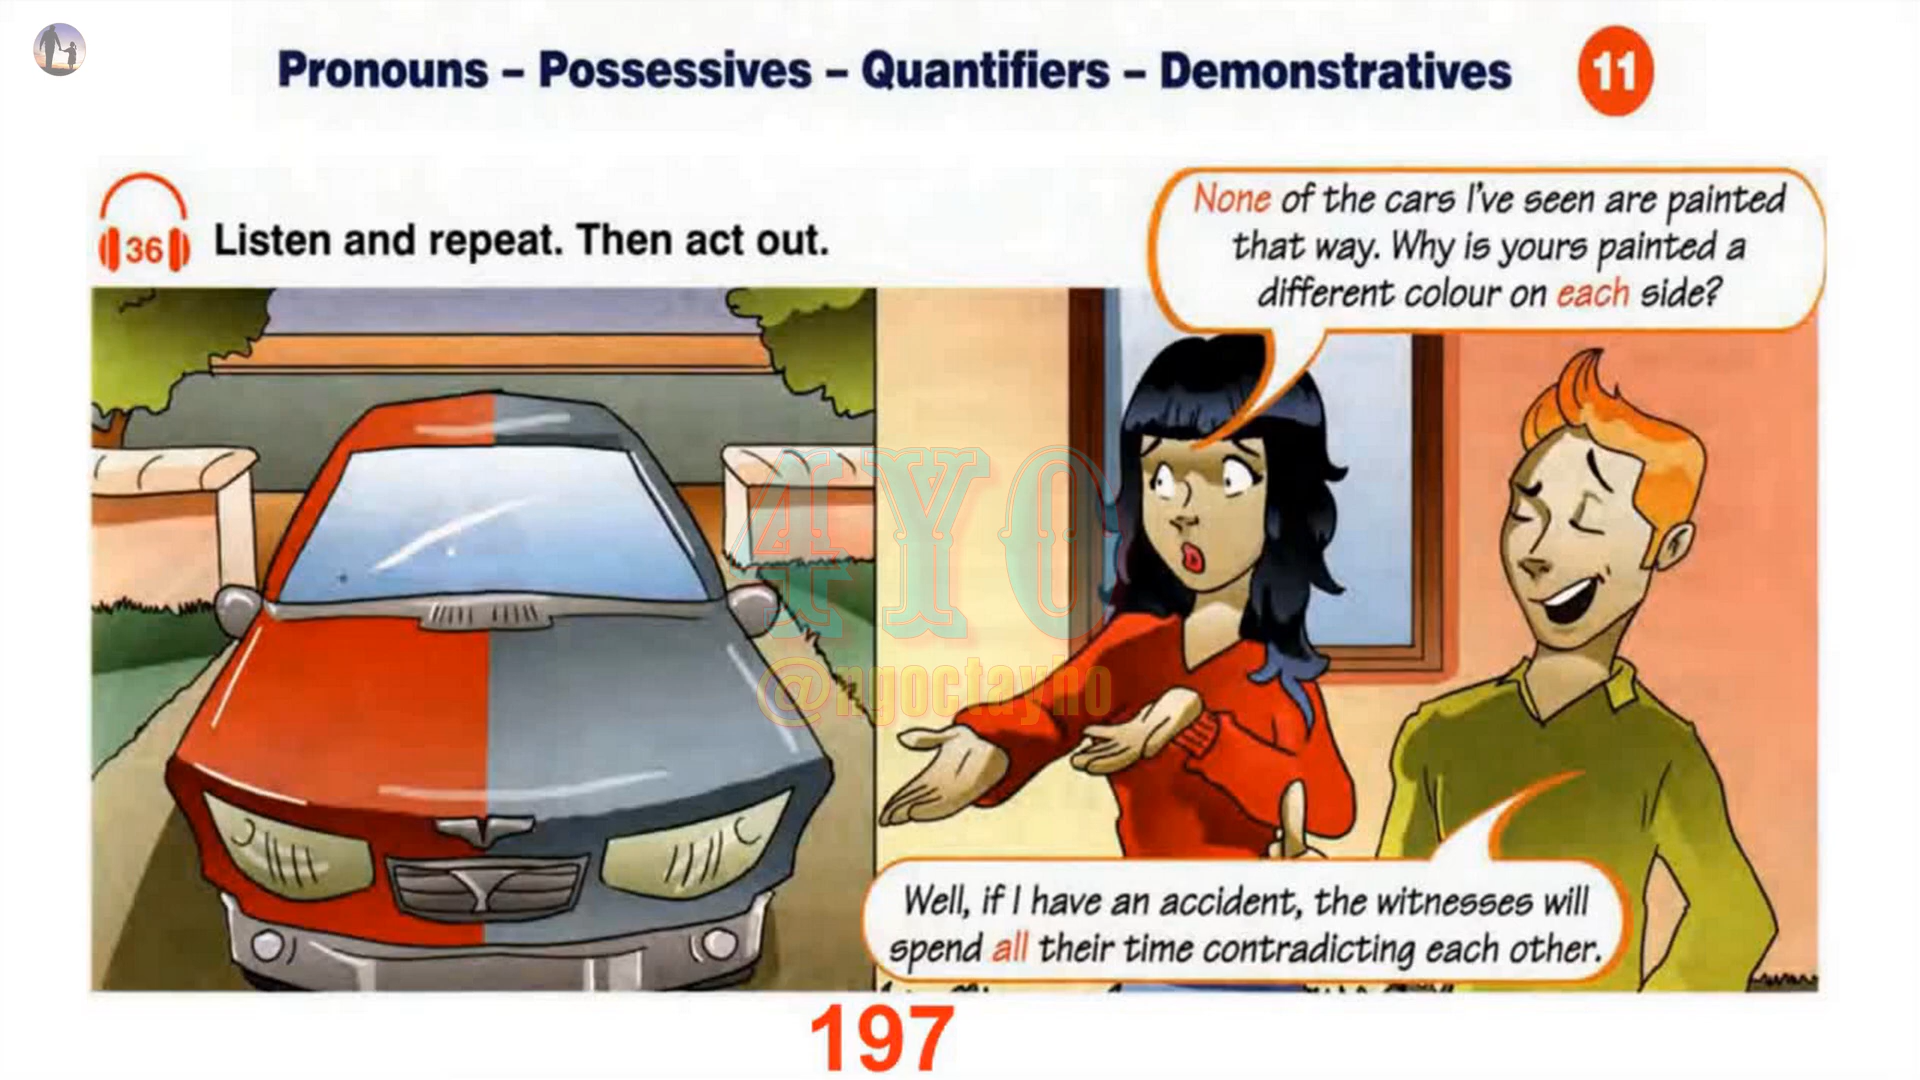 Pronouns – Possessives – Quantifiers – Demonstratives 11
36 Listen and repeat. Then act out.
None of the cars I've seen are painted
that way. Why is yours painted a
different colour on each side?
4YO
@ngoctayho
Well, if I have an accident, the witnesses will
spend all their time contradicting each other.
197